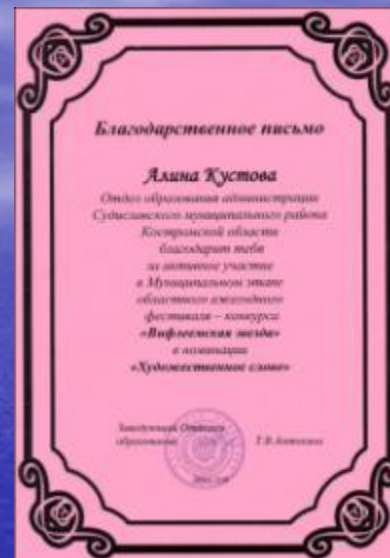 Благодарственное письмо
Алина Кустова
Отдел образования администрации
Судиславского муниципального района
Костромской области
благодарит тебя
за активное участие
в Муниципальном этапе
областного ежегодного
фестиваля – конкурса
«Вифлеемская звезда»
в номинации
«Художественное слово»
Заведующий Отделом
образования